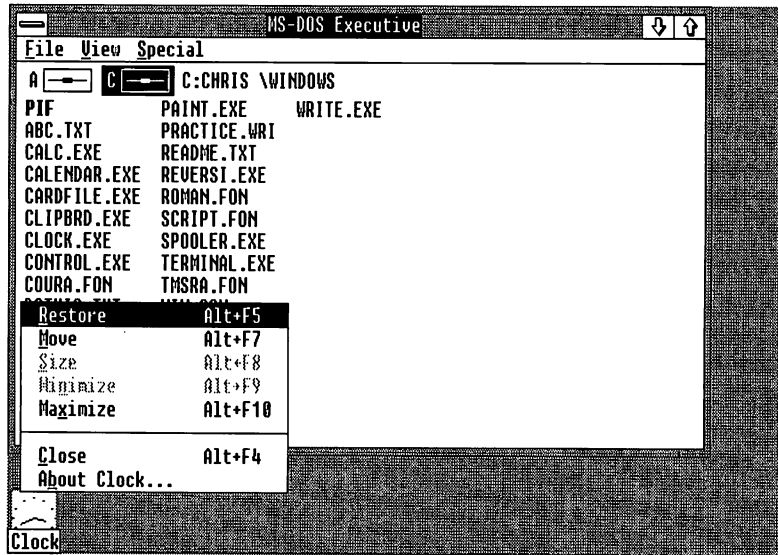 MS-DOS Executive
File View Special
A C C:CHRIS \WINDOWS
PIF PAINT.EXE WRITE.EXE
ABC.TXT PRACTICE.WRI
CALC.EXE README.TXT
CALENDAR.EXE REVERSI.EXE
CARDFILE.EXE ROMAN.FON
CLIPBRD.EXE SCRIPT.FON
CLOCK.EXE SPOOLER.EXE
CONTROL.EXE TERMINAL.EXE
COURA.FON TMSRA.FON
Restore Alt+F5
Move Alt+F7
Size Alt+F8
Minimize Alt+F9
Maximize Alt+F10
Close Alt+F4
About Clock...
Clock